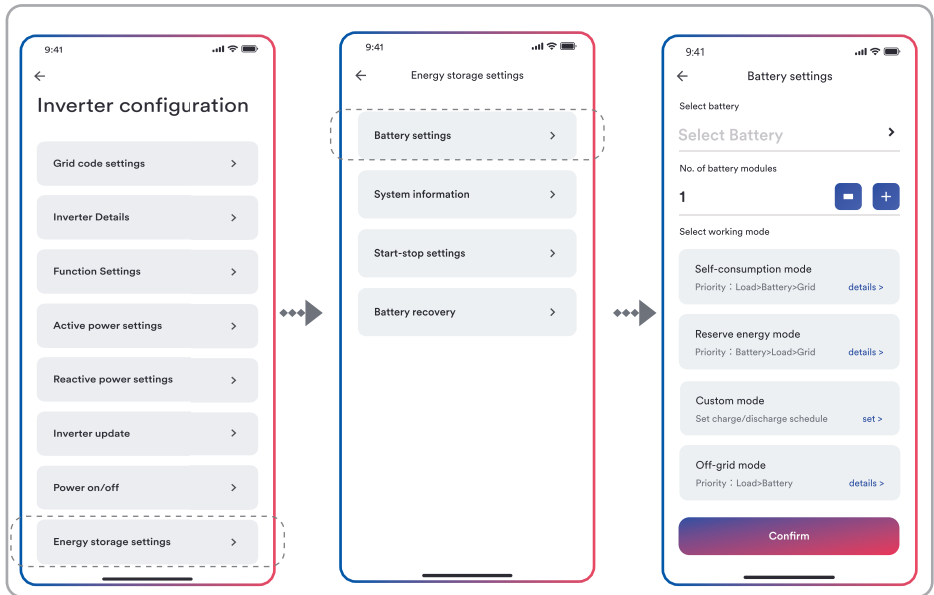 9:41
Inverter configuration
Grid code settings
Inverter Details
Function Settings
Active power settings
Reactive power settings
Inverter update
Power on/off
Energy storage settings
9:41
Energy storage settings
Battery settings
System information
Start-stop settings
Battery recovery
9:41
Battery settings
Select battery
Select Battery
No. of battery modules
1
Select working mode
Self-consumption mode
Priority：Load>Battery>Grid details >
Reserve energy mode
Priority：Battery>Load>Grid details >
Custom mode
Set charge/discharge schedule set >
Off-grid mode
Priority：Load>Battery details >
Confirm